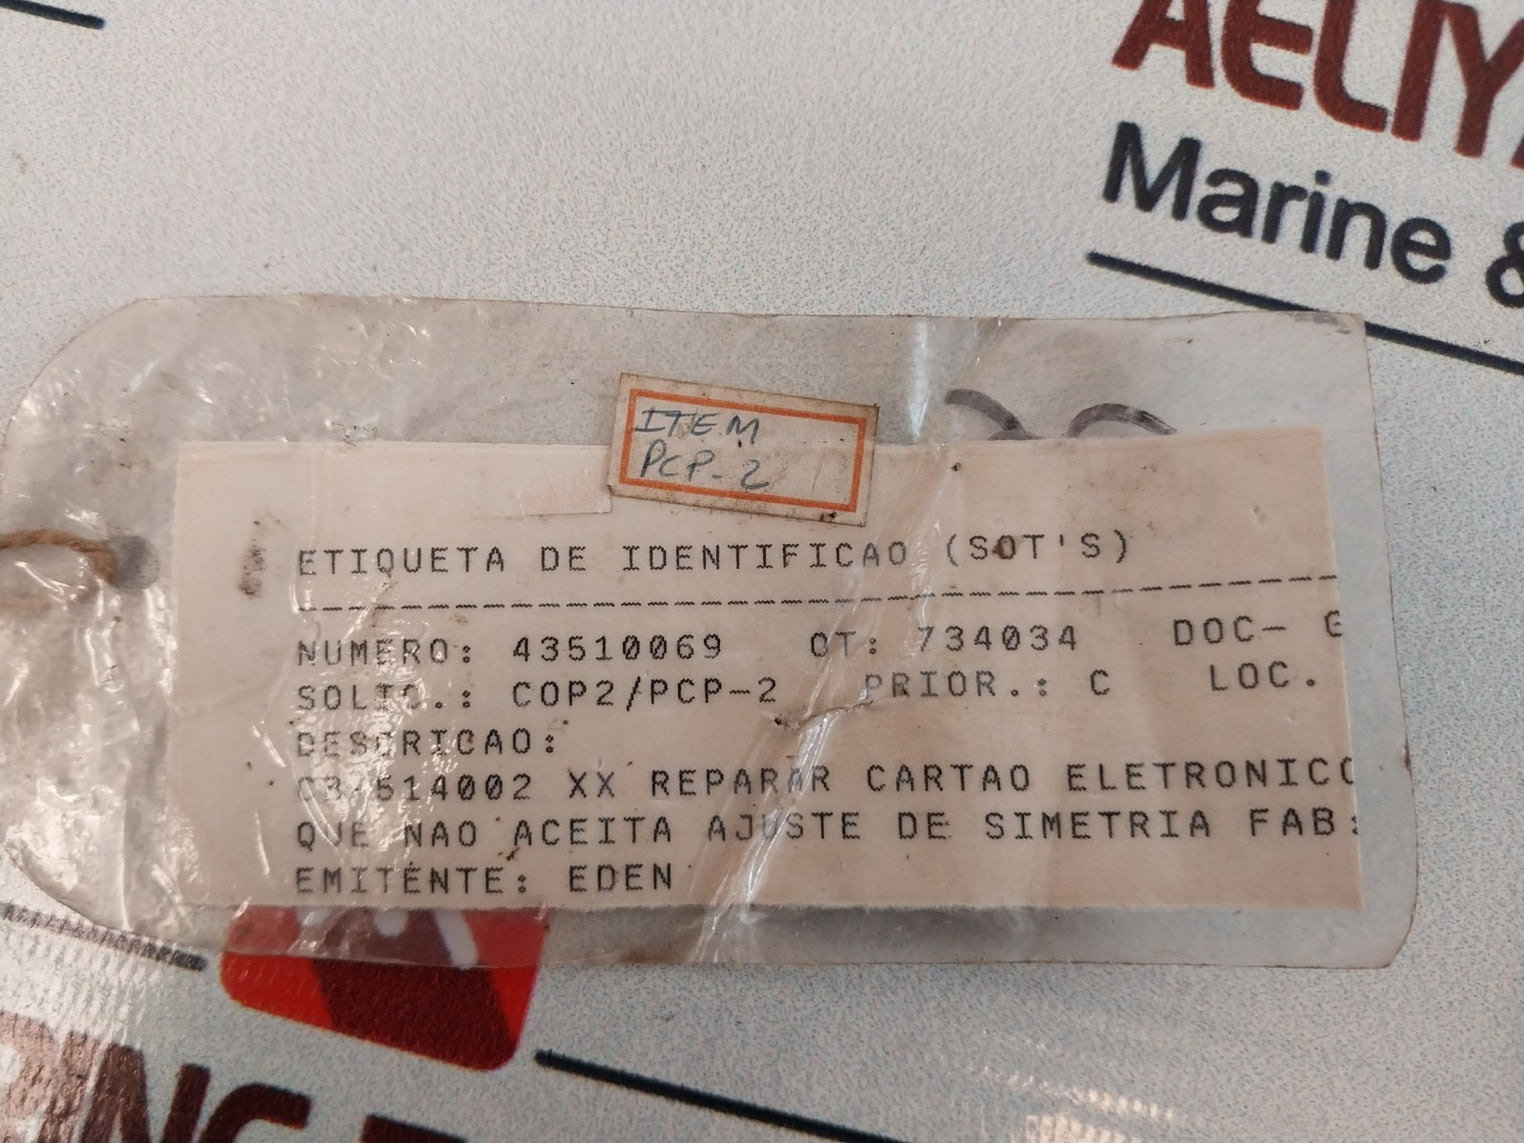 AELIY
Marine &
ITEM
PCP-2
ETIQUETA DE IDENTIFICAO (SOT'S)
NUMERO: 43510069 OT: 734034 DOC- G
SOLIC.: COP2/PCP-2 PRIOR.: C LOC.
DESCRICAO:
C3-514002 XX REPARAR CARTAO ELETRONICO
QUE NAO ACEITA AJUSTE DE SIMETRIA FAB:
EMITENTE: EDEN